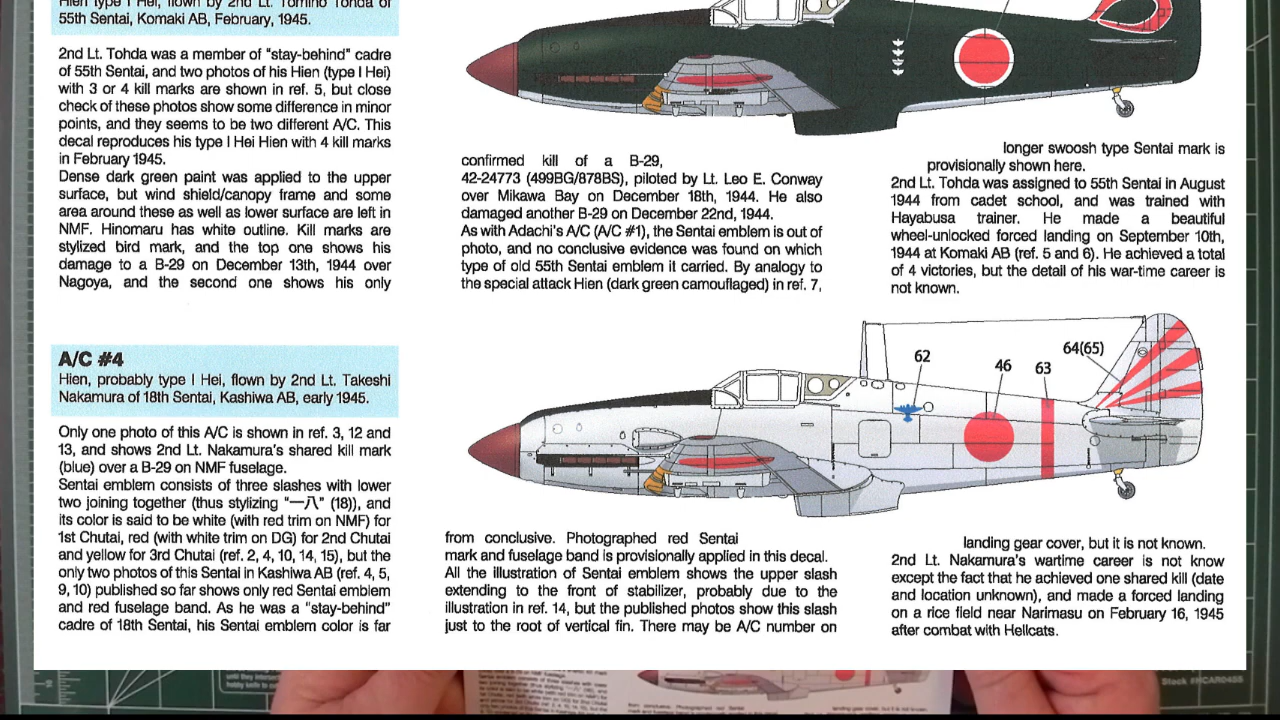 Hien type I Hei, flown by 2nd Lt. Tomino Tohda of
55th Sentai, Komaki AB, February, 1945.
2nd Lt. Tohda was a member of "stay-behind" cadre
of 55th Sentai, and two photos of his Hien (type I Hei)
with 3 or 4 kill marks are shown in ref. 5, but close
check of these photos show some difference in minor
points, and they seems to be two different A/C. This
decal reproduces his type I Hei Hien with 4 kill marks
in February 1945.
Dense dark green paint was applied to the upper
surface, but wind shield/canopy frame and some
area around these as well as lower surface are left in
NMF. Hinomaru has white outline. Kill marks are
stylized bird mark, and the top one shows his
damage to a B-29 on December 13th, 1944 over
Nagoya, and the second one shows his only
confirmed kill of a B-29,
42-24773 (499BG/878BS), piloted by Lt. Leo E. Conway
over Mikawa Bay on December 18th, 1944. He also
damaged another B-29 on December 22nd, 1944.
As with Adachi's A/C (A/C #1), the Sentai emblem is out of
photo, and no conclusive evidence was found on which
type of old 55th Sentai emblem it carried. By analogy to
the special attack Hien (dark green camouflaged) in ref. 7,
longer swoosh type Sentai mark is
provisionally shown here.
2nd Lt. Tohda was assigned to 55th Sentai in August
1944 from cadet school, and was trained with
Hayabusa trainer. He made a beautiful
wheel-unlocked forced landing on September 10th,
1944 at Komaki AB (ref. 5 and 6). He achieved a total
of 4 victories, but the detail of his war-time career is
not known.
A/C #4
Hien, probably type I Hei, flown by 2nd Lt. Takeshi
Nakamura of 18th Sentai, Kashiwa AB, early 1945.
62
46
63
64(65)
Only one photo of this A/C is shown in ref. 3, 12 and
13, and shows 2nd Lt. Nakamura's shared kill mark
(blue) over a B-29 on NMF fuselage.
Sentai emblem consists of three slashes with lower
two joining together (thus stylizing "一八" (18)), and
its color is said to be white (with red trim on NMF) for
1st Chutai, red (with white trim on DG) for 2nd Chutai
and yellow for 3rd Chutai (ref. 2, 4, 10, 14, 15), but the
only two photos of this Sentai in Kashiwa AB (ref. 4, 5,
9, 10) published so far shows only red Sentai emblem
and red fuselage band. As he was a "stay-behind"
cadre of 18th Sentai, his Sentai emblem color is far
from conclusive. Photographed red Sentai
mark and fuselage band is provisionally applied in this decal.
All the illustration of Sentai emblem shows the upper slash
extending to the front of stabilizer, probably due to the
illustration in ref. 14, but the published photos show this slash
just to the root of vertical fin. There may be A/C number on
landing gear cover, but it is not known.
2nd Lt. Nakamura's wartime career is not know
except the fact that he achieved one shared kill (date
and location unknown), and made a forced landing
on a rice field near Narimasu on February 16, 1945
after combat with Hellcats.